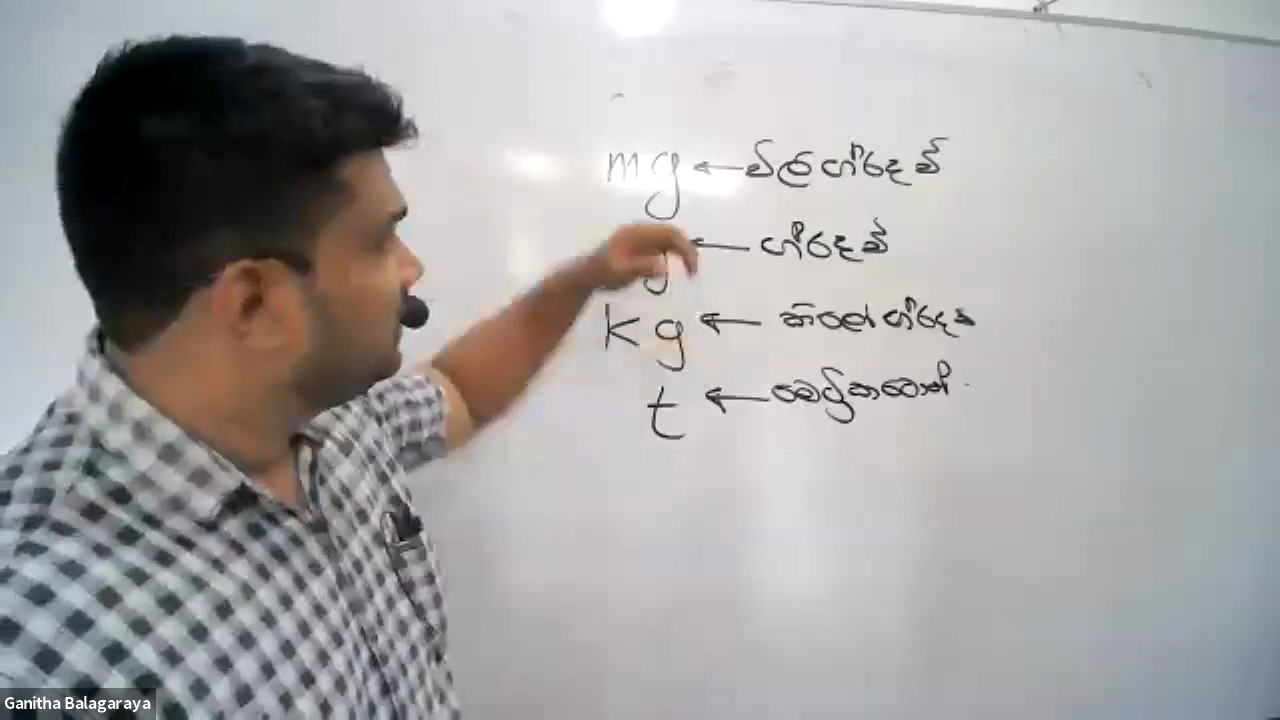 mg ← මිලි ග්‍රෑම්
g ← ග්‍රෑම්
kg ← කිලෝ ග්‍රෑම්
t ← මෙට්‍රික්ටොන්
Ganitha Balagaraya